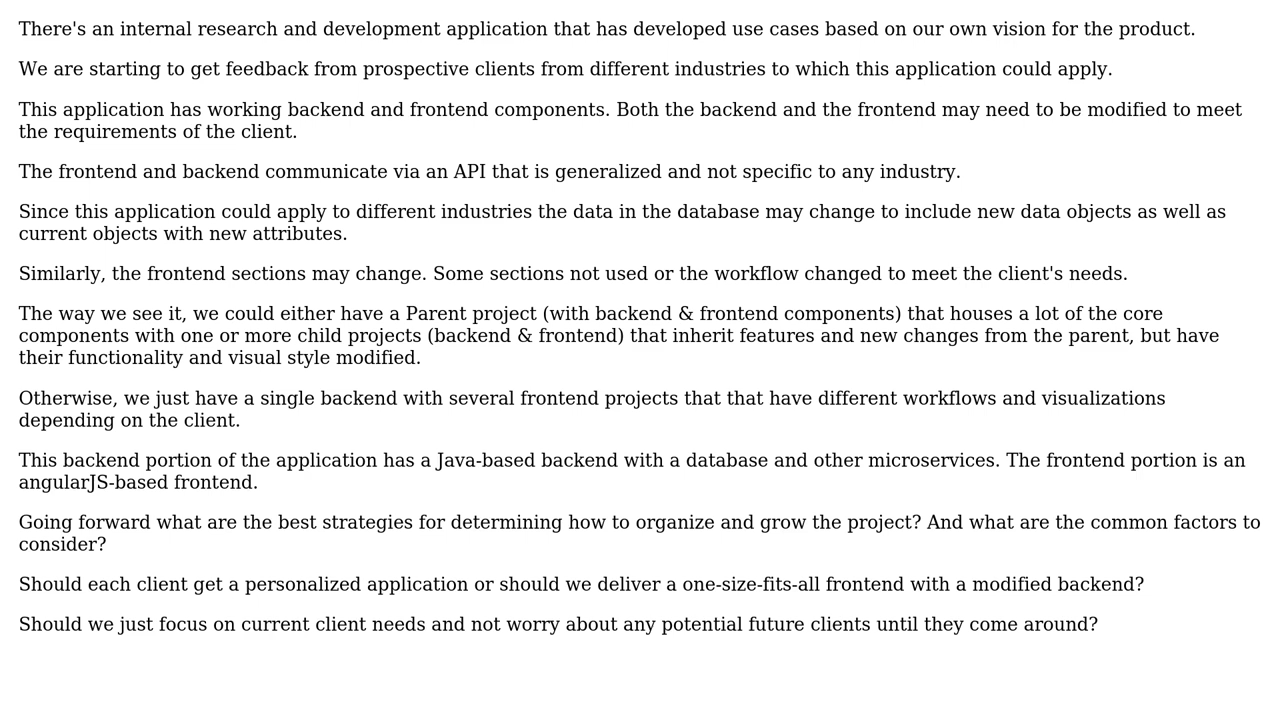 There's an internal research and development application that has developed use cases based on our own vision for the product.
We are starting to get feedback from prospective clients from different industries to which this application could apply.
This application has working backend and frontend components. Both the backend and the frontend may need to be modified to meet
the requirements of the client.
The frontend and backend communicate via an API that is generalized and not specific to any industry.
Since this application could apply to different industries the data in the database may change to include new data objects as well as
current objects with new attributes.
Similarly, the frontend sections may change. Some sections not used or the workflow changed to meet the client's needs.
The way we see it, we could either have a Parent project (with backend & frontend components) that houses a lot of the core
components with one or more child projects (backend & frontend) that inherit features and new changes from the parent, but have
their functionality and visual style modified.
Otherwise, we just have a single backend with several frontend projects that that have different workflows and visualizations
depending on the client.
This backend portion of the application has a Java-based backend with a database and other microservices. The frontend portion is an
angularJS-based frontend.
Going forward what are the best strategies for determining how to organize and grow the project? And what are the common factors to
consider?
Should each client get a personalized application or should we deliver a one-size-fits-all frontend with a modified backend?
Should we just focus on current client needs and not worry about any potential future clients until they come around?